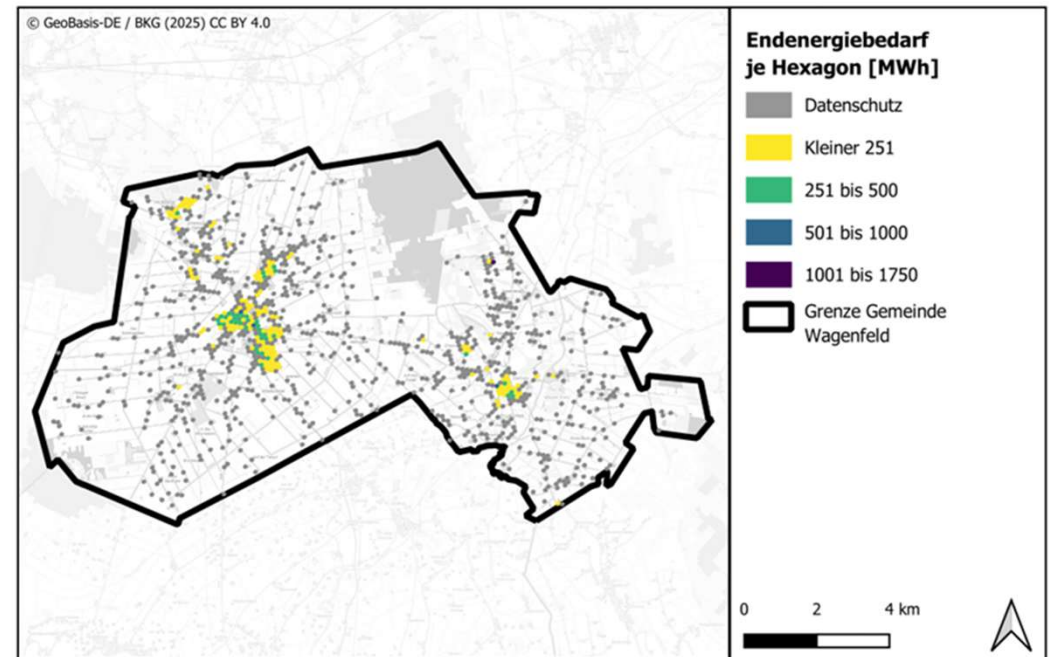 © GeoBasis-DE / BKG (2025) CC BY 4.0
Endenergiebedarf
je Hexagon [MWh]
Datenschutz
Kleiner 251
251 bis 500
501 bis 1000
1001 bis 1750
Grenze Gemeinde
Wagenfeld
0 2 4 km